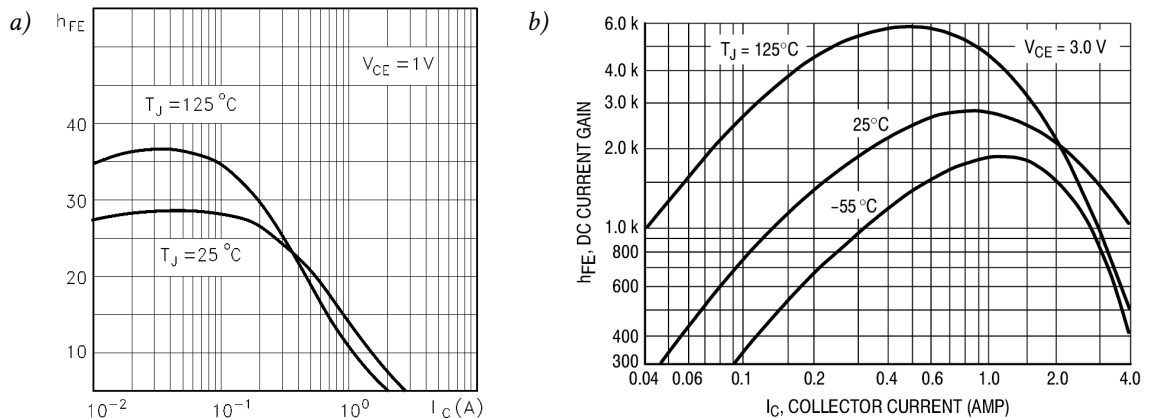 a)
h_FE
V_CE = 1V
T_J = 125 °C
40
30
T_J = 25 °C
20
10
10⁻²
10⁻¹
10⁰
I_C (A)
b)
6.0 k
T_J = 125°C
V_CE = 3.0 V
4.0 k
3.0 k
25°C
2.0 k
–55 °C
1.0 k
800
600
400
300
h_FE, DC CURRENT GAIN
0.04
0.06
0.1
0.2
0.4
0.6
1.0
2.0
4.0
I_C, COLLECTOR CURRENT (AMP)